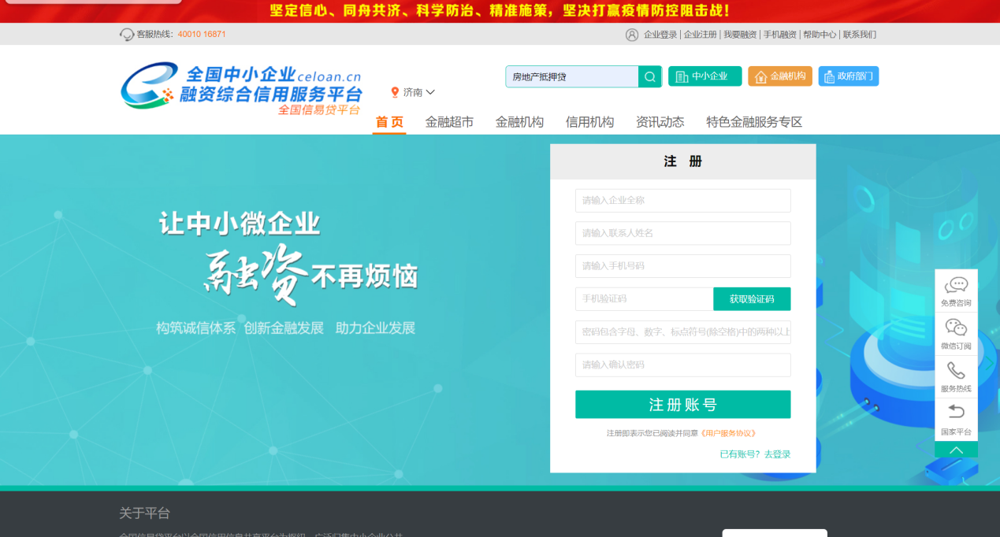 坚定信心、同舟共济、科学防治、精准施策，坚决打赢疫情防控阻击战！
客服热线：40010 16871
企业登录 | 企业注册 | 我要融资 | 手机融资 | 帮助中心 | 联系我们
全国中小企业celoan.cn
融资综合信用服务平台
全国信易贷平台
济南
房地产抵押贷
中小企业
金融机构
政府部门
首 页 金融超市 金融机构 信用机构 资讯动态 特色金融服务专区
让中小微企业
融资不再烦恼
构筑诚信体系 创新金融发展 助力企业发展
注 册
请输入企业全称
请输入联系人姓名
请输入手机号码
手机验证码 获取验证码
密码包含字母、数字、标点符号(除空格)中的两种以上
请输入确认密码
注册账号
注册即表示您已阅读并同意《用户服务协议》
已有账号？去登录
免费咨询
微信订阅
服务热线
国家平台
关于平台